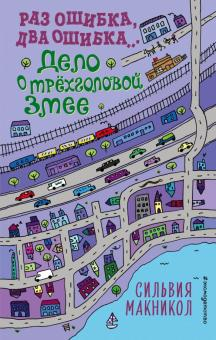 РАЗ ОШИБКА,
ДВА ОШИБКА...
Дело
О ТРЁХГОЛОВОЙ
ЗМЕЕ
СИЛЬВИЯ
МАКНИКОЛ